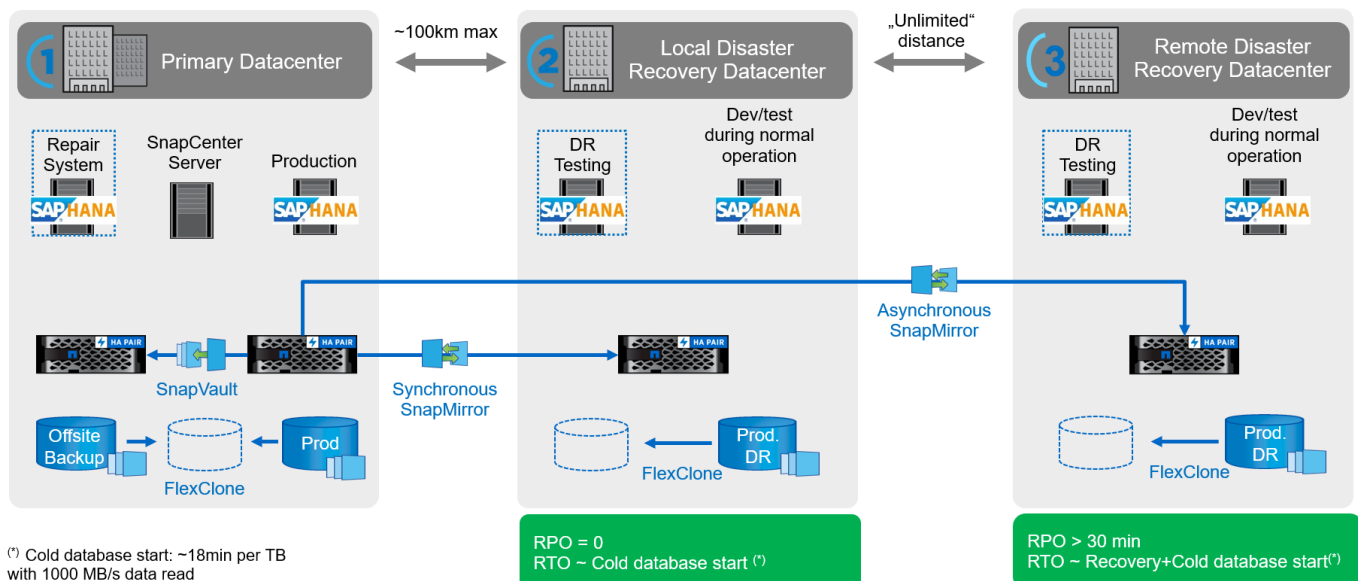 1
Primary Datacenter
~100km max
2
Local Disaster
Recovery Datacenter
„Unlimited“
distance
3
Remote Disaster
Recovery Datacenter
Repair
System
SAP HANA
SnapCenter
Server
Production
SAP HANA
DR
Testing
SAP HANA
Dev/test
during normal
operation
SAP HANA
DR
Testing
SAP HANA
Dev/test
during normal
operation
SAP HANA
Asynchronous
SnapMirror
HA PAIR
HA PAIR
HA PAIR
HA PAIR
SnapVault
Synchronous
SnapMirror
Offsite
Backup
FlexClone
Prod
Prod.
DR
FlexClone
Prod.
DR
FlexClone
(*) Cold database start: ~18min per TB
with 1000 MB/s data read
RPO = 0
RTO ~ Cold database start (*)
RPO > 30 min
RTO ~ Recovery+Cold database start(*)